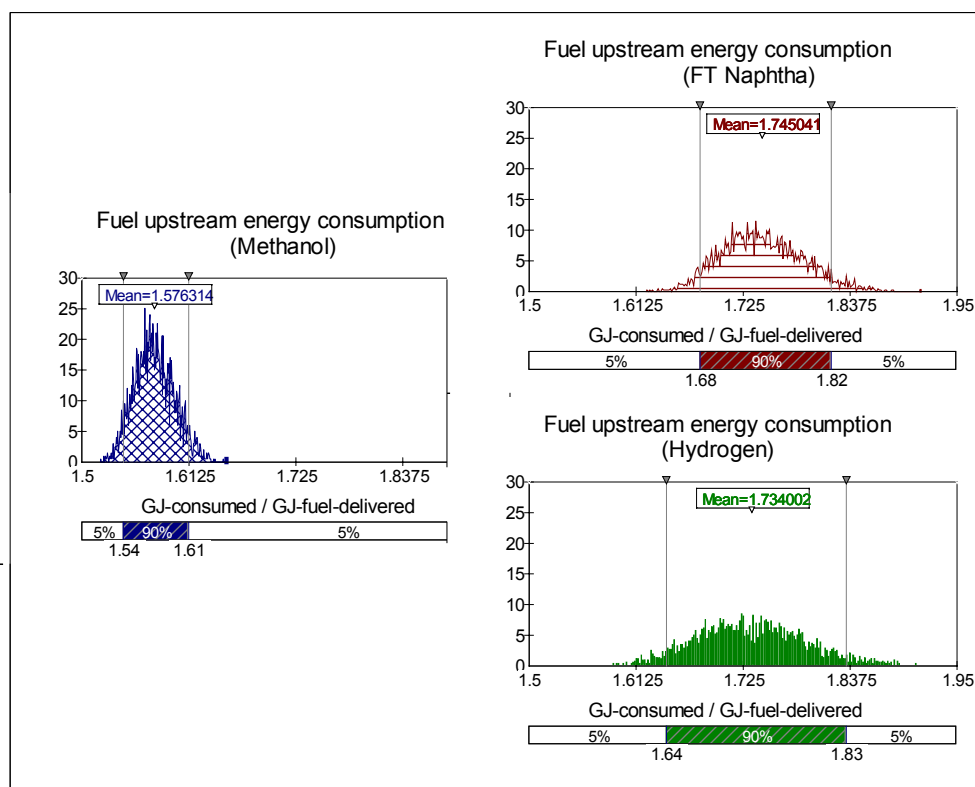 Fuel upstream energy consumption
(Methanol)
30
25
20
15
10
5
0
Mean=1.576314
1.5 1.6125 1.725 1.8375
GJ-consumed / GJ-fuel-delivered
5% 90% 5%
1.54 1.61
Fuel upstream energy consumption
(FT Naphtha)
30
25
20
15
10
5
0
Mean=1.745041
1.5 1.6125 1.725 1.8375 1.95
GJ-consumed / GJ-fuel-delivered
5% 90% 5%
1.68 1.82
Fuel upstream energy consumption
(Hydrogen)
30
25
20
15
10
5
0
Mean=1.734002
1.5 1.6125 1.725 1.8375 1.95
GJ-consumed / GJ-fuel-delivered
5% 90% 5%
1.64 1.83